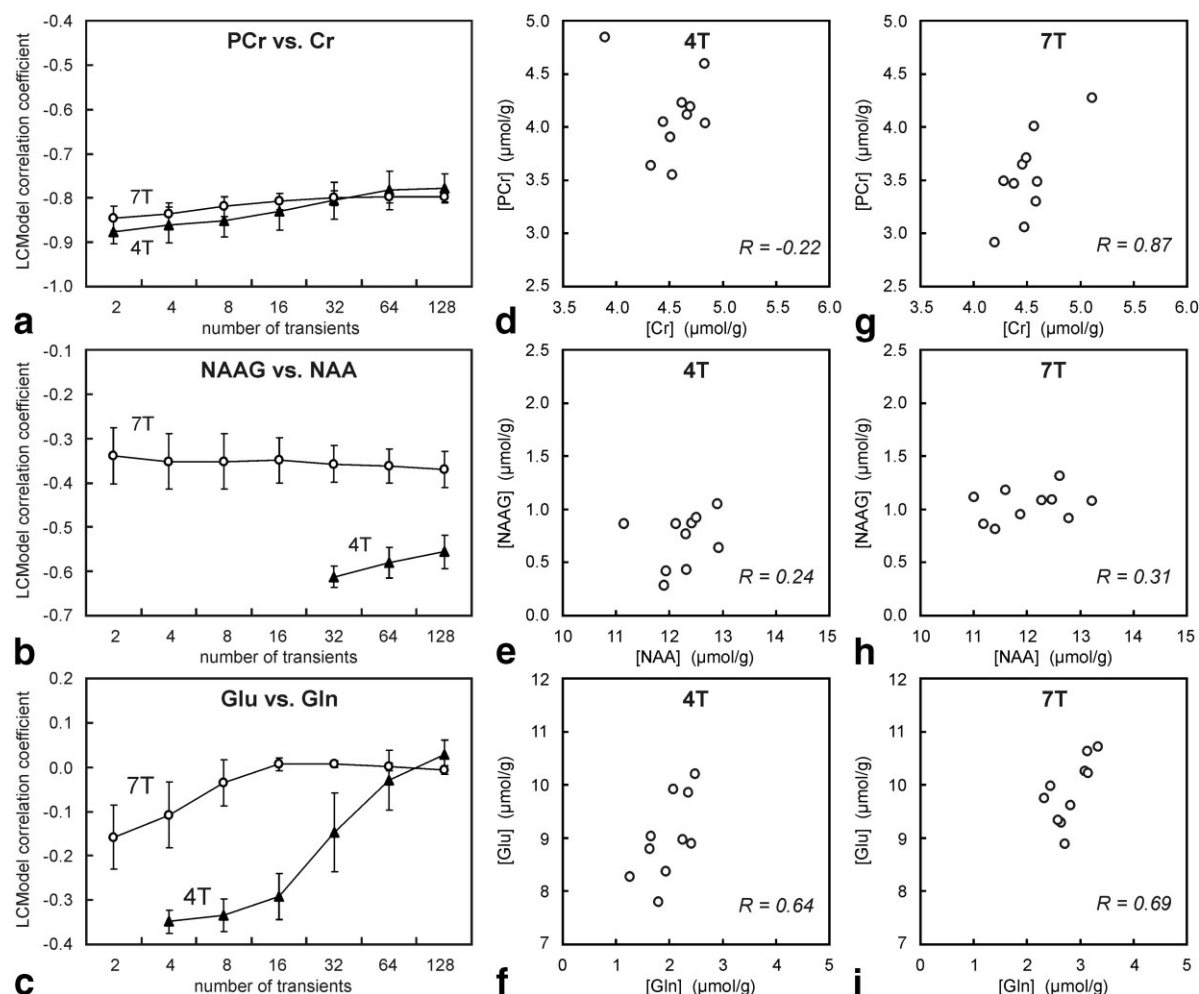 PCr vs. Cr
LCModel correlation coefficient
-0.4
-0.5
-0.6
-0.7
-0.8
-0.9
-1.0
7T
4T
2 4 8 16 32 64 128
number of transients
a
4T
[PCr] (µmol/g)
5.0
4.5
4.0
3.5
3.0
2.5
R = -0.22
3.5 4.0 4.5 5.0 5.5 6.0
[Cr] (µmol/g)
d
7T
[PCr] (µmol/g)
5.0
4.5
4.0
3.5
3.0
2.5
R = 0.87
3.5 4.0 4.5 5.0 5.5 6.0
[Cr] (µmol/g)
g
NAAG vs. NAA
LCModel correlation coefficient
-0.1
-0.2
-0.3
-0.4
-0.5
-0.6
-0.7
7T
4T
2 4 8 16 32 64 128
number of transients
b
4T
[NAAG] (µmol/g)
2.5
2.0
1.5
1.0
0.5
0.0
R = 0.24
10 11 12 13 14 15
[NAA] (µmol/g)
e
7T
[NAAG] (µmol/g)
2.5
2.0
1.5
1.0
0.5
0.0
R = 0.31
10 11 12 13 14 15
[NAA] (µmol/g)
h
Glu vs. Gln
LCModel correlation coefficient
0.2
0.1
0.0
-0.1
-0.2
-0.3
-0.4
7T
4T
2 4 8 16 32 64 128
number of transients
c
4T
[Glu] (µmol/g)
12
11
10
9
8
7
R = 0.64
0 1 2 3 4 5
[Gln] (µmol/g)
f
7T
[Glu] (µmol/g)
12
11
10
9
8
7
R = 0.69
0 1 2 3 4 5
[Gln] (µmol/g)
i